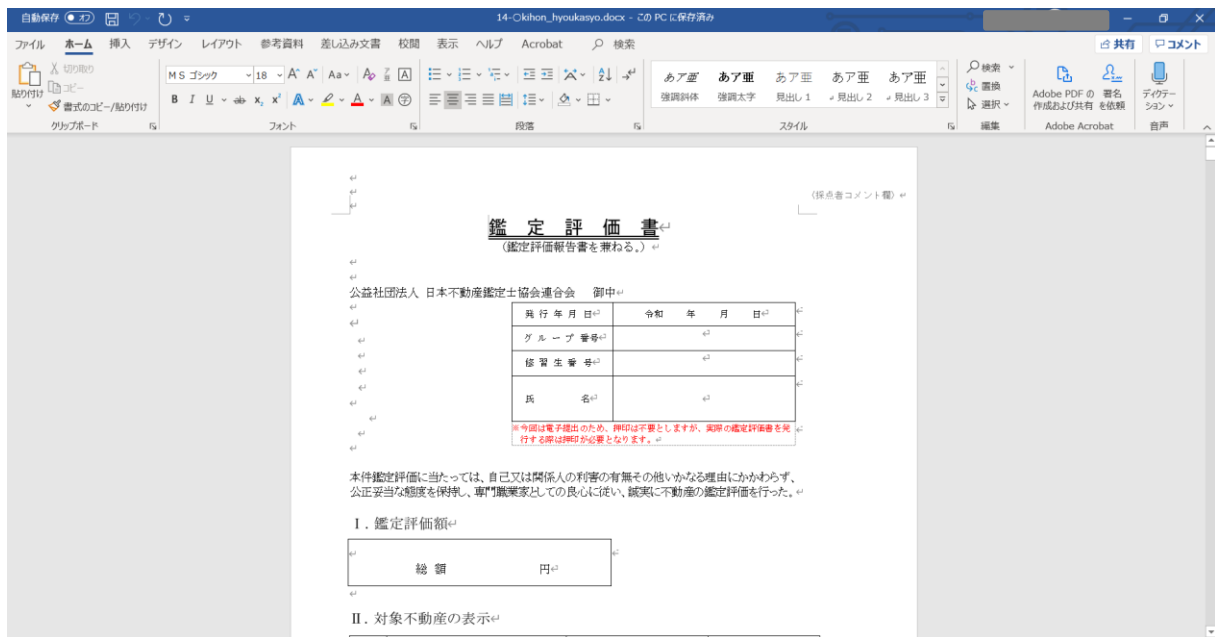 自動保存 オフ 14-○kihon_hyoukasyo.docx - この PC に保存済み
ファイル ホーム 挿入 デザイン レイアウト 参考資料 差し込み文書 校閲 表示 ヘルプ Acrobat 検索 共有 コメント
貼り付け 切り取り コピー 書式のコピー/貼り付け
MS ゴシック 18
あア亜 あア亜 あア亜 あア亜 あア亜
強調斜体 強調太字 見出し 1 見出し 2 見出し 3
検索 置換 選択
Adobe PDF の作成および共有 署名を依頼 ディクテーション
クリップボード フォント 段落 スタイル 編集 Adobe Acrobat 音声
(採点者コメント欄)
鑑 定 評 価 書
(鑑定評価報告書を兼ねる。)
公益社団法人 日本不動産鑑定士協会連合会 御中
発行年月日 令和 年 月 日
グループ番号
修習生番号
氏 名
※今回は電子提出のため、押印は不要としますが、実際の鑑定評価書を発
行する際は押印が必要となります。
本件鑑定評価に当たっては、自己又は関係人の利害の有無その他いかなる理由にかかわらず、
公正妥当な態度を保持し、専門職業家としての良心に従い、誠実に不動産の鑑定評価を行った。
Ⅰ.鑑定評価額
総 額 円
Ⅱ.対象不動産の表示